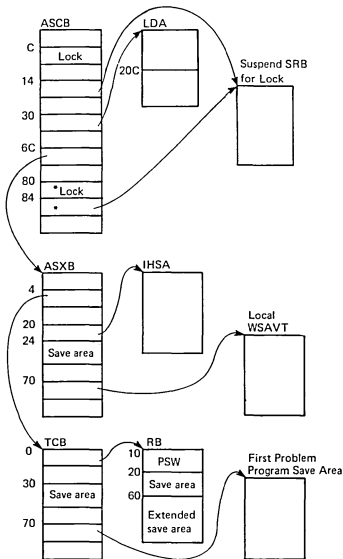 ASCB
C
Lock
14
30
6C
80
• Lock
84
•
LDA
20C
Suspend SRB
for Lock
ASXB
4
20
24
Save area
70
IHSA
Local
WSAVT
TCB
0
30
Save area
70
RB
10
PSW
20
Save area
60
Extended
save area
First Problem
Program Save Area